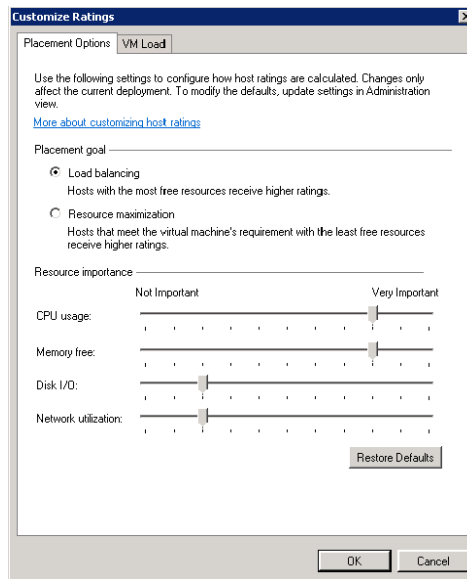 Customize Ratings
Placement Options
VM Load
Use the following settings to configure how host ratings are calculated. Changes only
affect the current deployment. To modify the defaults, update settings in Administration
view.
More about customizing host ratings
Placement goal
Load balancing
Hosts with the most free resources receive higher ratings.
Resource maximization
Hosts that meet the virtual machine's requirement with the least free resources
receive higher ratings.
Resource importance
Not Important Very Important
CPU usage:
Memory free:
Disk I/O:
Network utilization:
Restore Defaults
OK Cancel